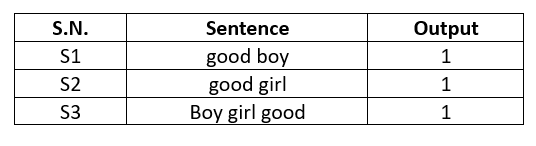 S.N. Sentence Output
S1 good boy 1
S2 good girl 1
S3 Boy girl good 1